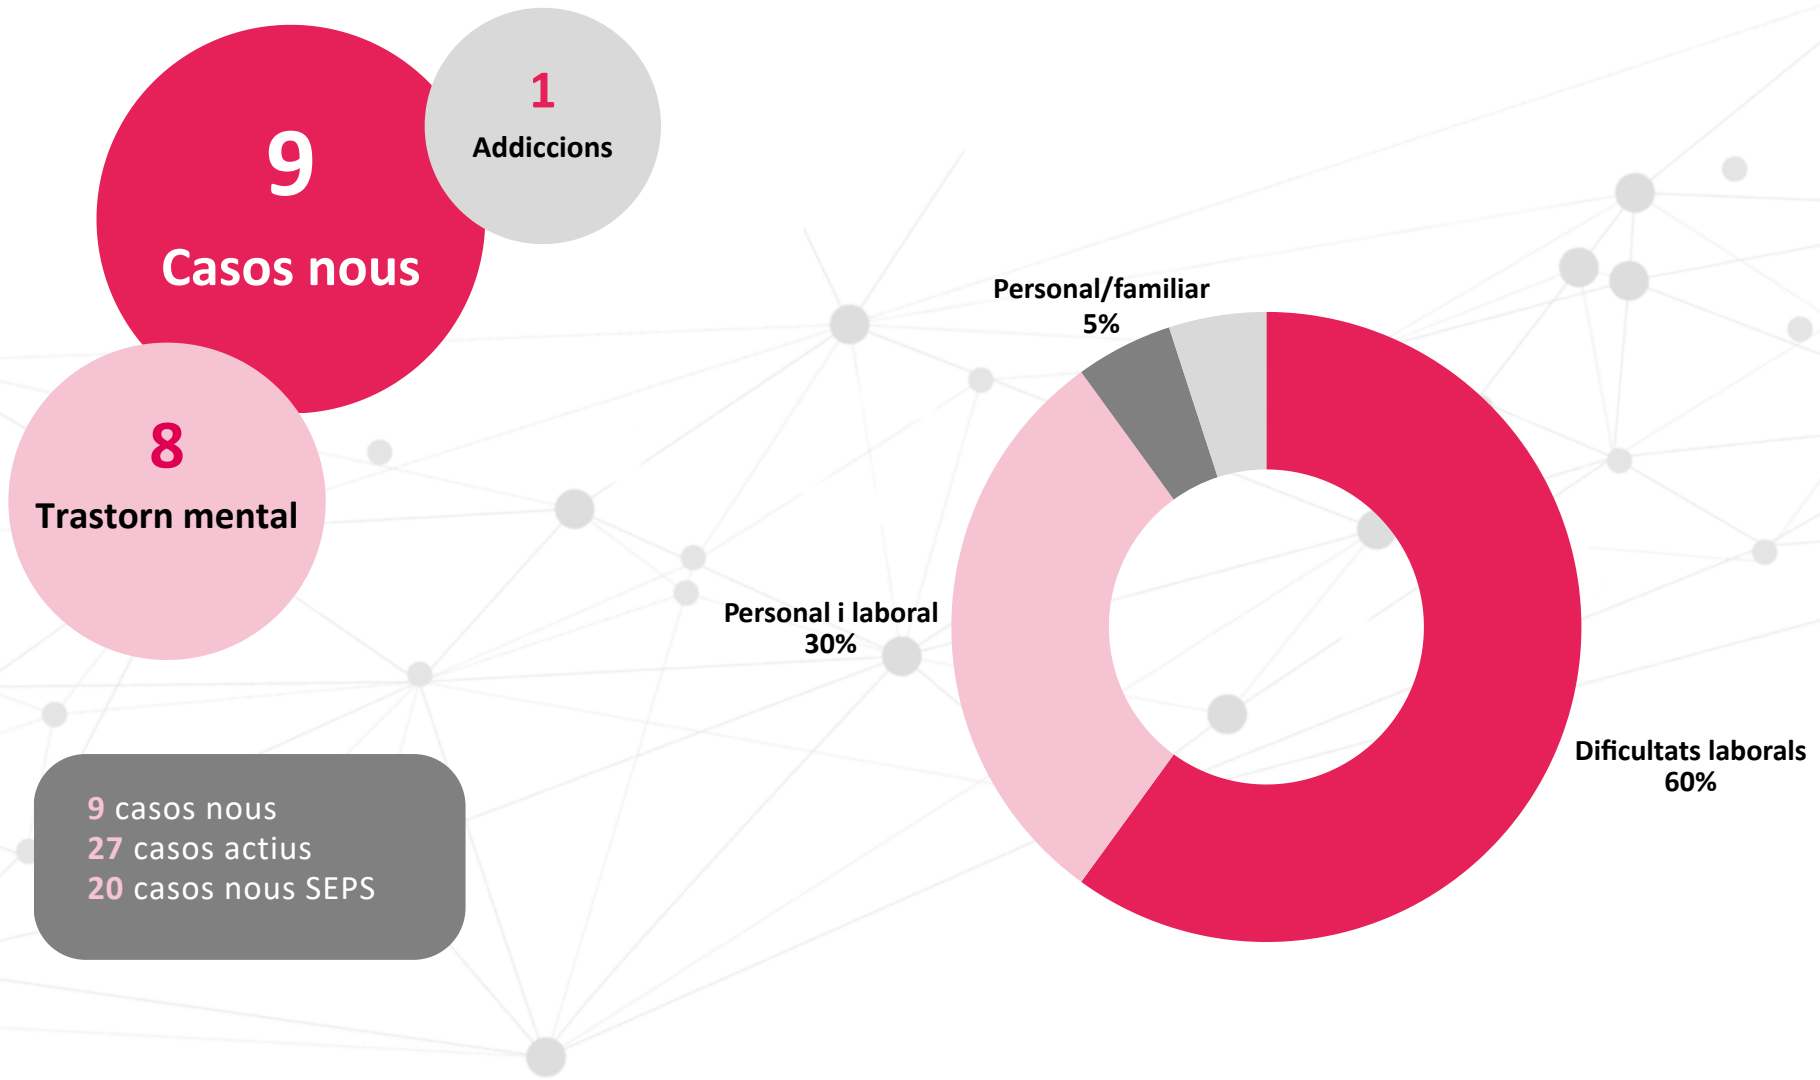 9
Casos nous
1
Addiccions
8
Trastorn mental
9 casos nous
27 casos actius
20 casos nous SEPS
Personal/familiar
5%
Personal i laboral
30%
Dificultats laborals
60%